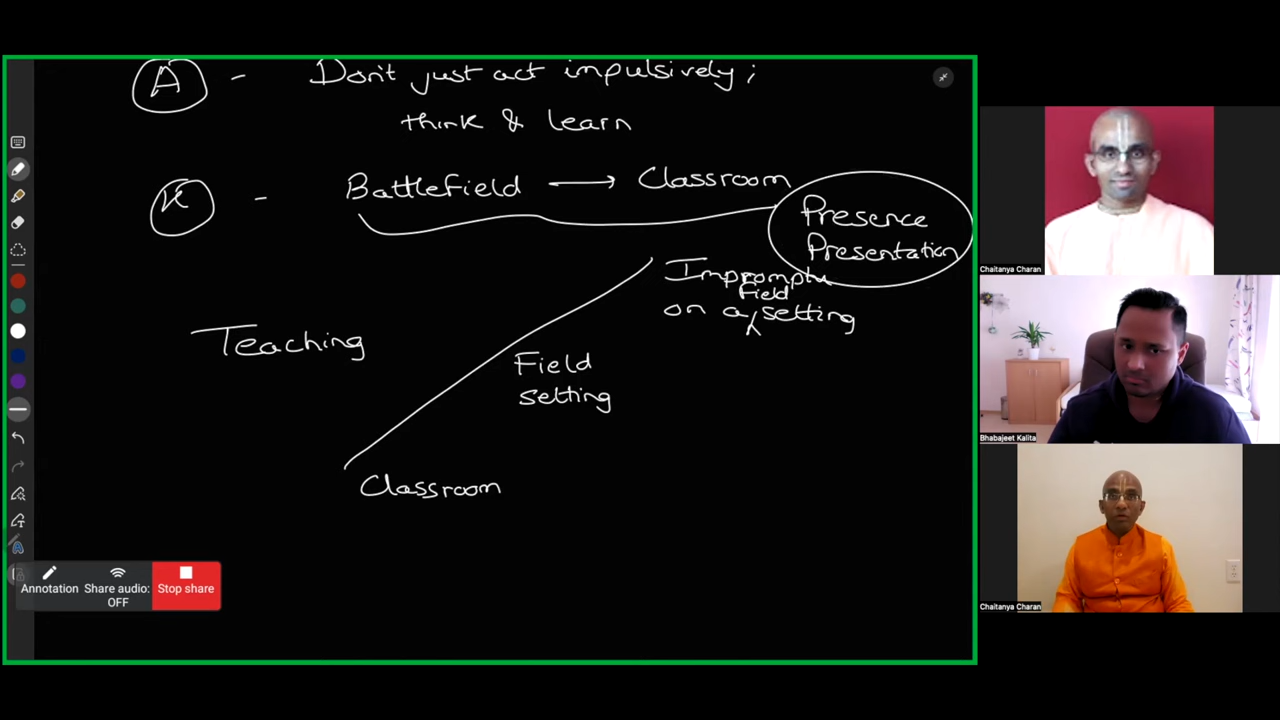 A - Don't just act impulsively;
think & learn
K - Battlefield → Classroom
Presence
Presentation
Impromptu
Field
on a setting
Teaching
Field
setting
Classroom
Annotation
Share audio:
OFF
Stop share
Chaitanya Charan
Bhabajeet Kalita
Chaitanya Charan